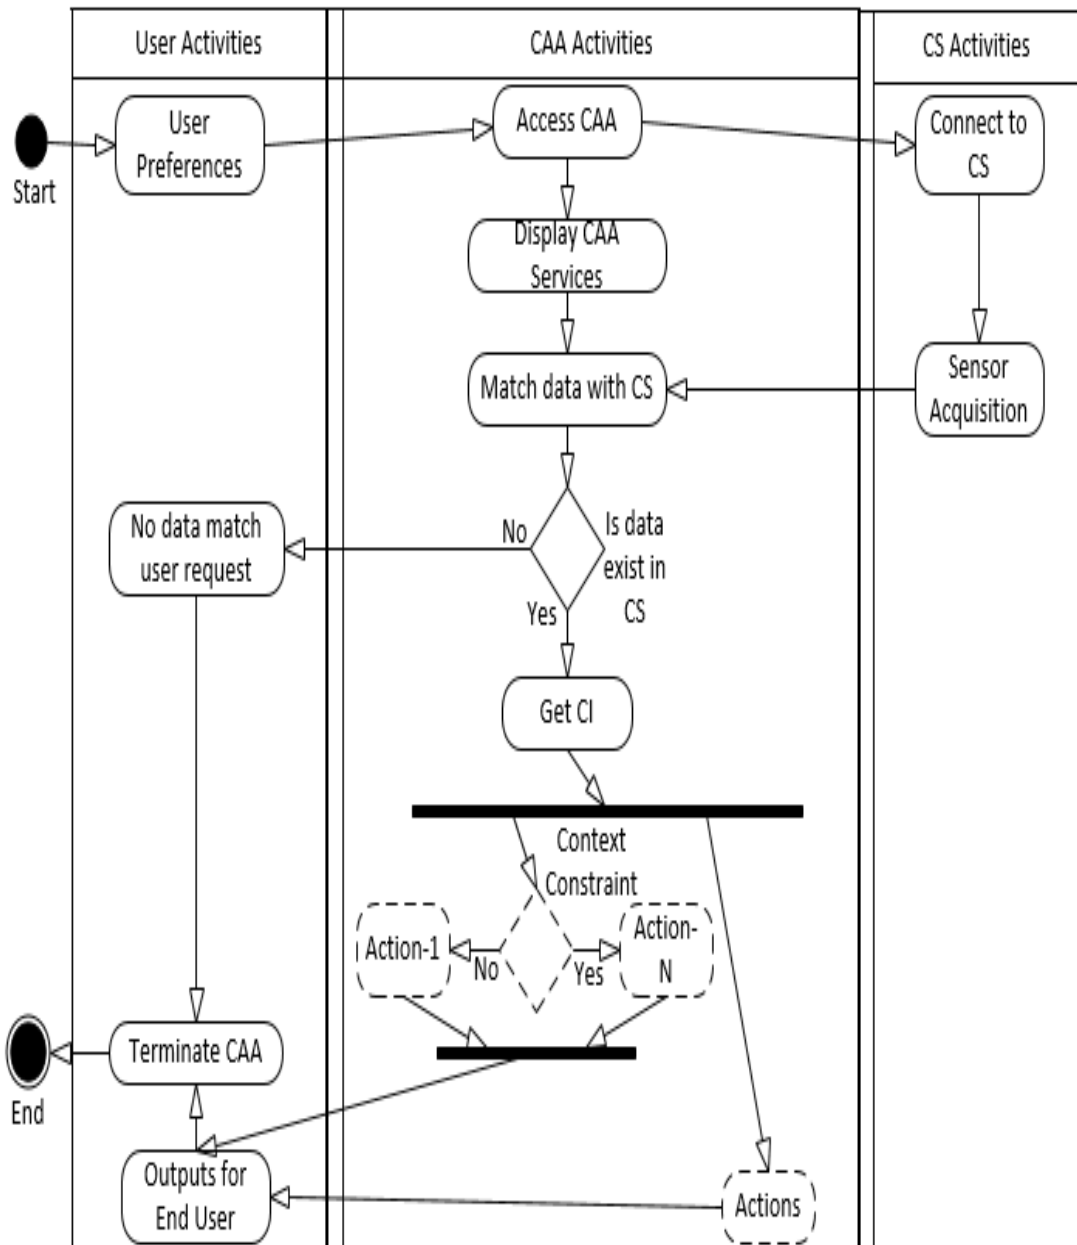 User Activities
CAA Activities
CS Activities
Start
User
Preferences
Access CAA
Connect to
CS
Display CAA
Services
Match data with CS
Sensor
Acquisition
No data match
user request
No
Is data
exist in
CS
Yes
Get CI
Context
Constraint
Action-1
No
Yes
Action-
N
Terminate CAA
End
Outputs for
End User
Actions